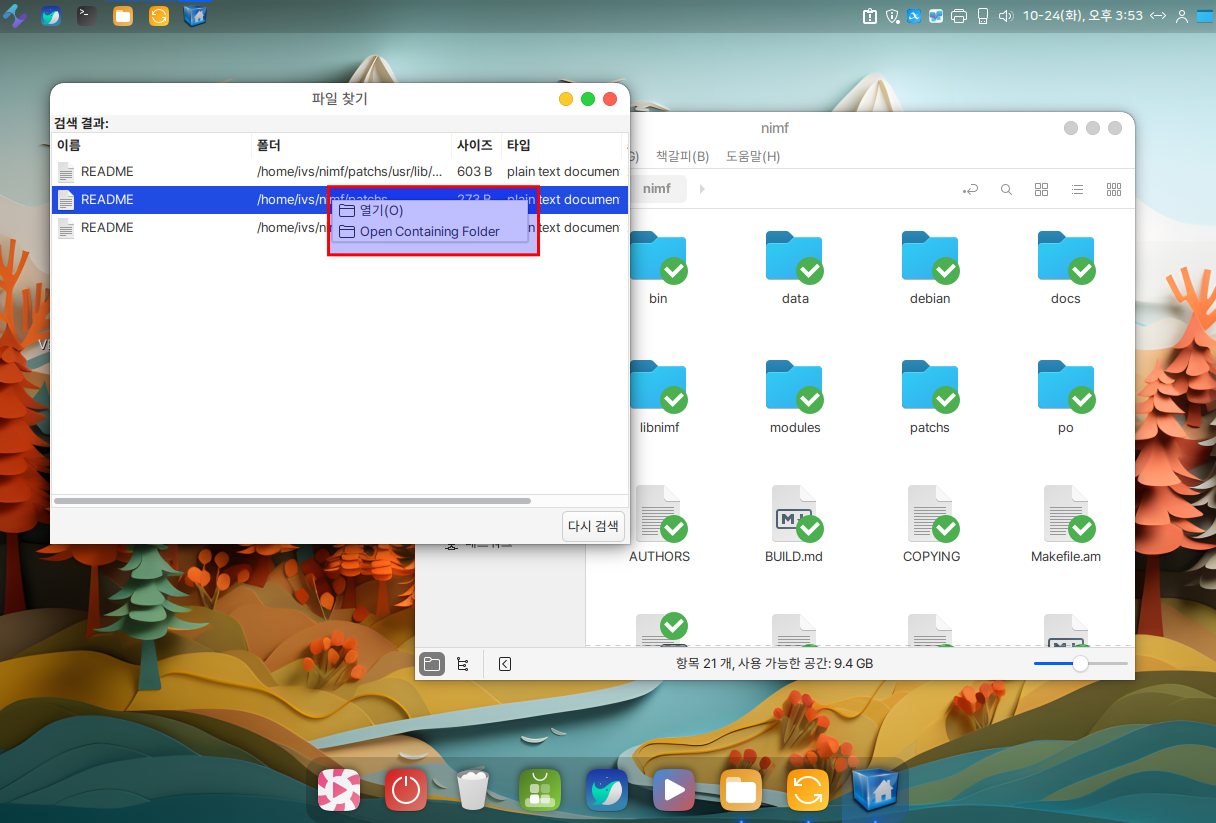 10-24(화), 오후 3:53
파일 찾기
검색 결과:
이름 폴더 사이즈 타입
README /home/ivs/nimf/patchs/usr/lib/... 603 B plain text documen
README /home/ivs/nimf/patchs 273 B plain text documen
README /home/ivs/ni text documen
열기(O)
Open Containing Folder
다시 검색
nimf
책갈피(B) 도움말(H)
nimf
bin data debian docs
libnimf modules patchs po
AUTHORS BUILD.md COPYING Makefile.am
항목 21 개, 사용 가능한 공간: 9.4 GB